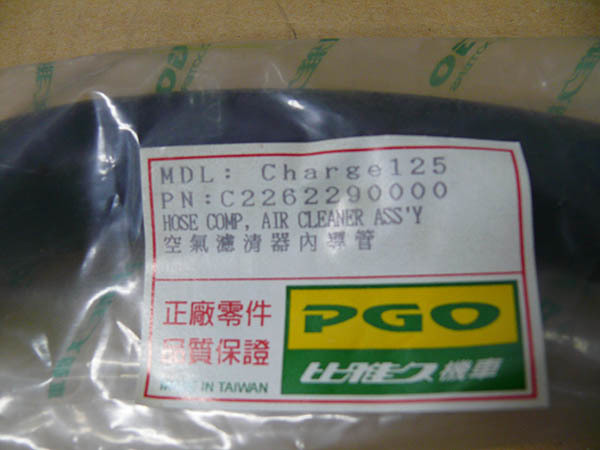 MDL: Charge125
PN:C2262290000
HOSE COMP, AIR CLEANER ASS'Y
空氣濾清器內導管
正廠零件
品質保證
MADE IN TAIWAN
PGO
比雅久機車